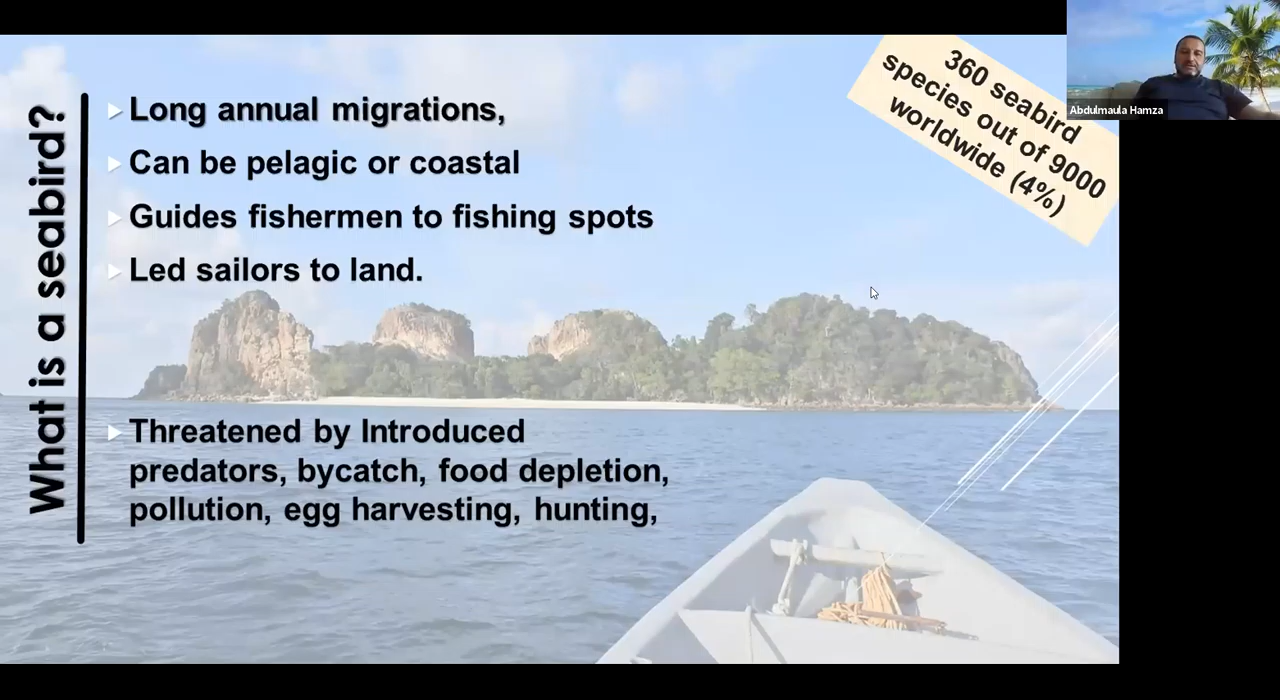 What is a seabird?
Long annual migrations,
Can be pelagic or coastal
Guides fishermen to fishing spots
Led sailors to land.
Threatened by Introduced
predators, bycatch, food depletion,
pollution, egg harvesting, hunting,
360 seabird
species out of 9000
worldwide (4%)
Abdulmaula Hamza